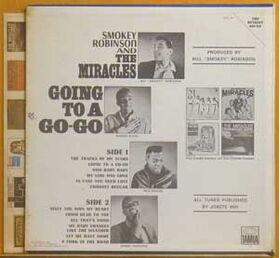 SMOKEY
ROBINSON
AND
THE
MIRACLES
GOING
TO A
GO-GO
PRODUCED BY
BILL "SMOKEY" ROBINSON
SIDE 1
THE TRACKS OF MY TEARS
GOING TO A GO-GO
OOO BABY BABY
MY GIRL HAS GONE
IN CASE YOU NEED LOVE
CHOOSEY BEGGAR
SIDE 2
SINCE YOU WON MY HEART
FROM HEAD TO TOE
ALL THAT'S GOOD
MY BABY CHANGES
LIKE THE WEATHER
LET ME HAVE SOME
A FORK IN THE ROAD
MIRACLES
ALL TUNES PUBLISHED
BY JOBETE BMI
TAMLA